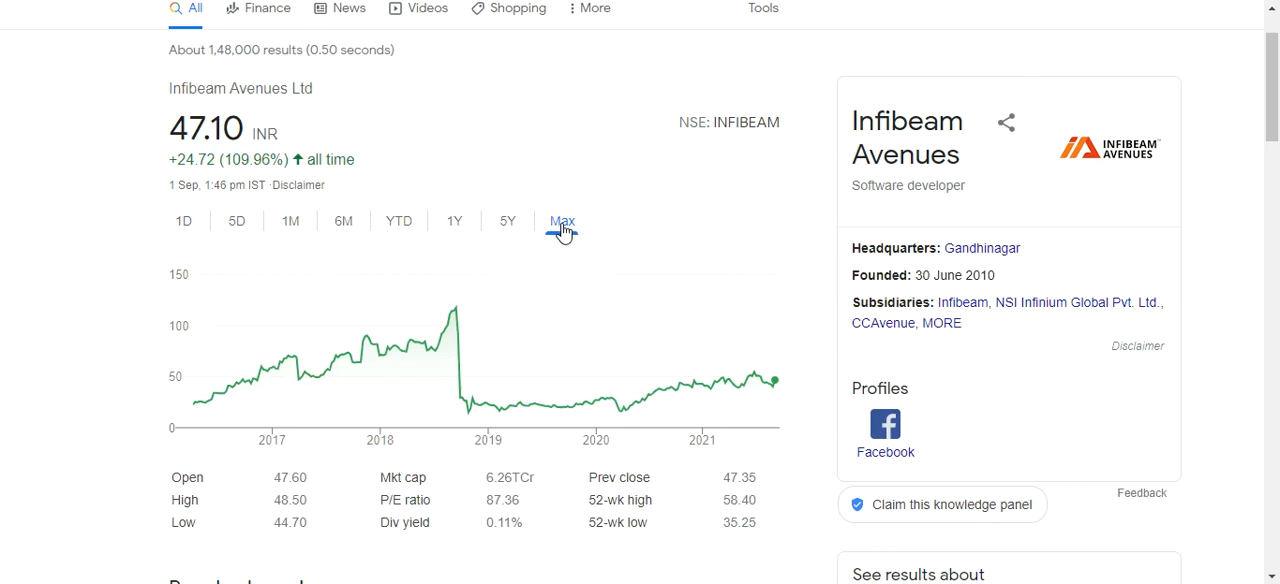 All Finance News Videos Shopping More Tools
About 1,48,000 results (0.50 seconds)
Infibeam Avenues Ltd
47.10 INR
NSE: INFIBEAM
+24.72 (109.96%) all time
1 Sep, 1:46 pm IST ·Disclaimer
1D 5D 1M 6M YTD 1Y 5Y Max
150
100
50
0
2017 2018 2019 2020 2021
Open 47.60 Mkt cap 6.26TCr Prev close 47.35
High 48.50 P/E ratio 87.36 52-wk high 58.40
Low 44.70 Div yield 0.11% 52-wk low 35.25
Infibeam
Avenues
INFIBEAM
AVENUES
Software developer
Headquarters: Gandhinagar
Founded: 30 June 2010
Subsidiaries: Infibeam, NSI Infinium Global Pvt. Ltd.,
CCAvenue, MORE
Disclaimer
Profiles
Facebook
Feedback
Claim this knowledge panel
See results about